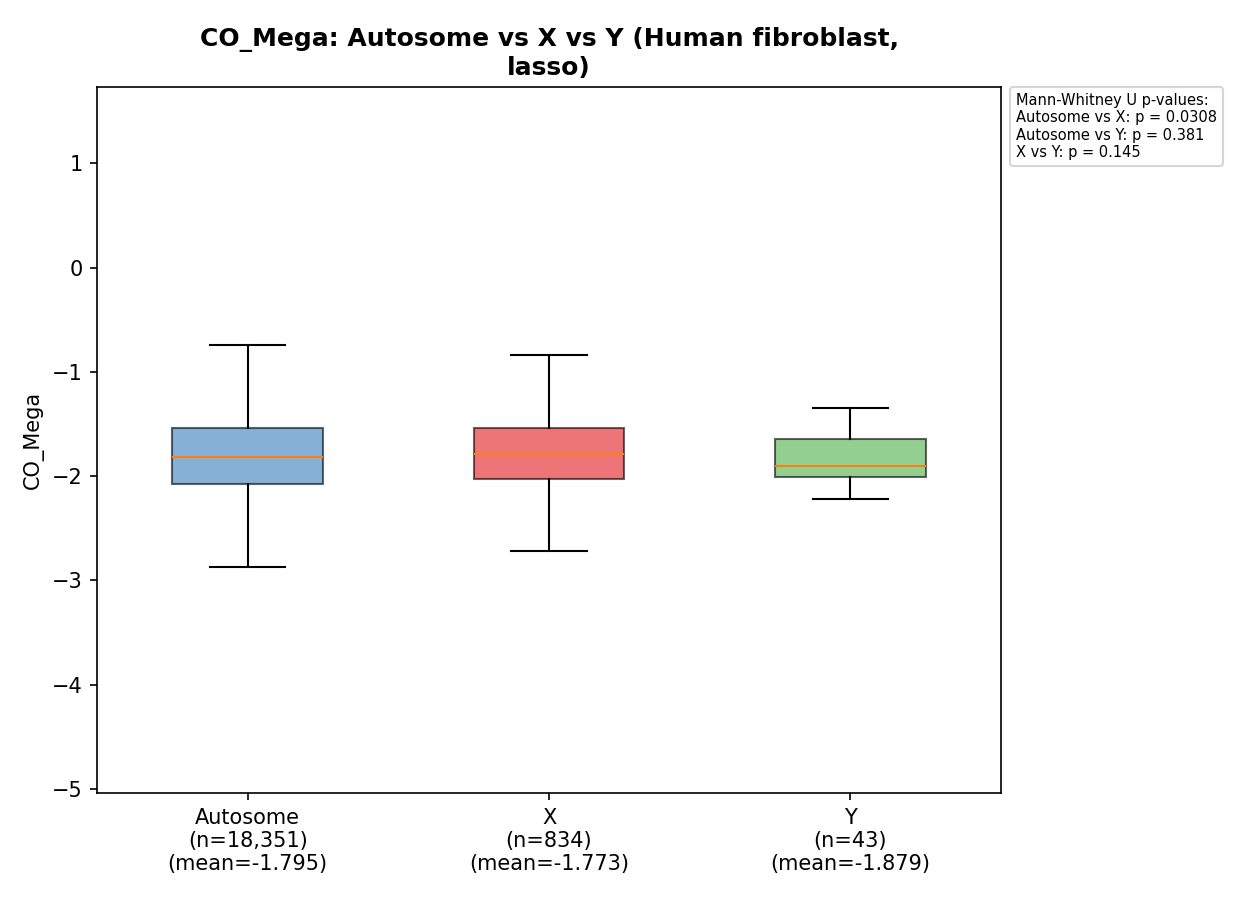 CO_Mega: Autosome vs X vs Y (Human fibroblast,
lasso)
Mann-Whitney U p-values:
Autosome vs X: p = 0.0308
Autosome vs Y: p = 0.381
X vs Y: p = 0.145
CO_Mega
1
0
−1
−2
−3
−4
−5
Autosome
(n=18,351)
(mean=-1.795)
X
(n=834)
(mean=-1.773)
Y
(n=43)
(mean=-1.879)